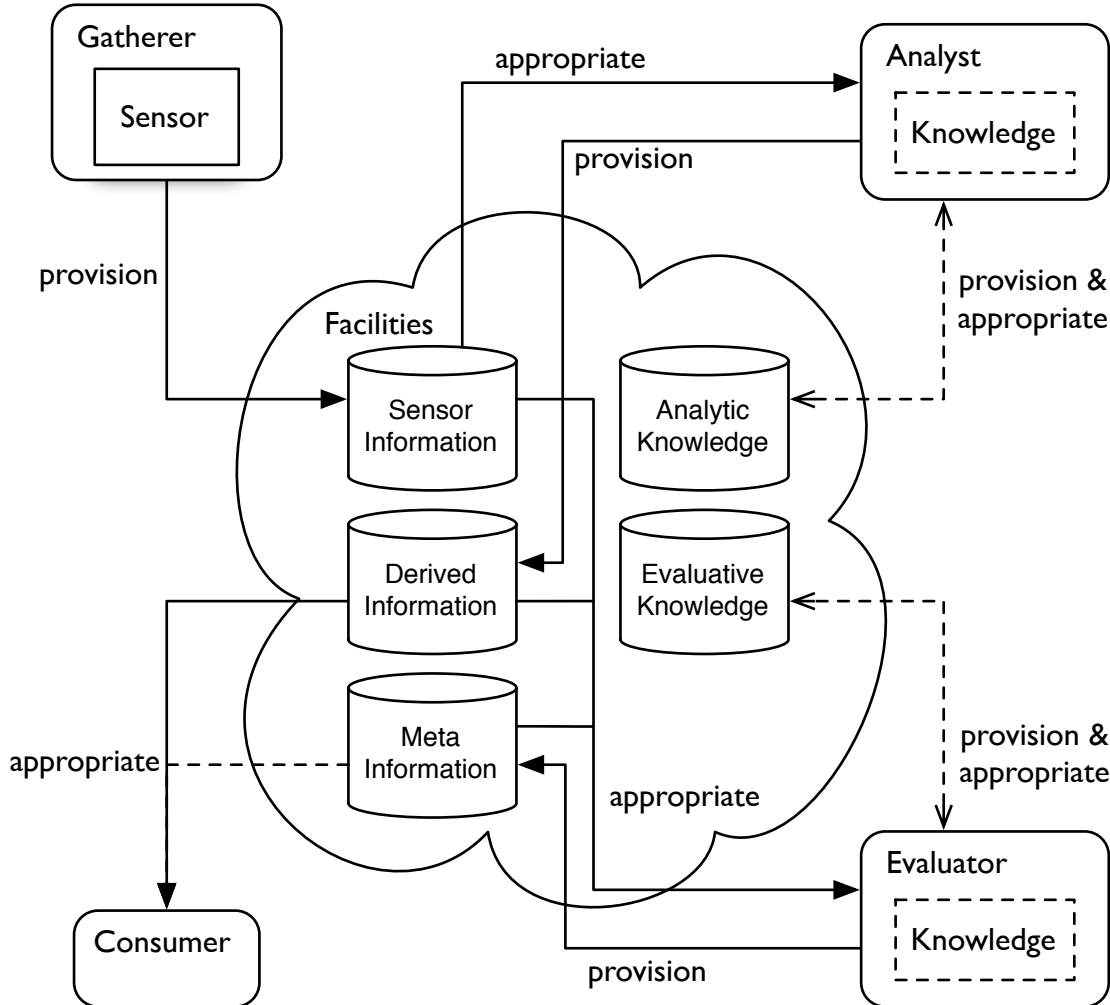 Gatherer
Sensor
appropriate
Analyst
Knowledge
provision
provision
provision &
appropriate
Facilities
Sensor
Information
Analytic
Knowledge
Derived
Information
Evaluative
Knowledge
Meta
Information
appropriate
provision &
appropriate
appropriate
Evaluator
Knowledge
Consumer
provision